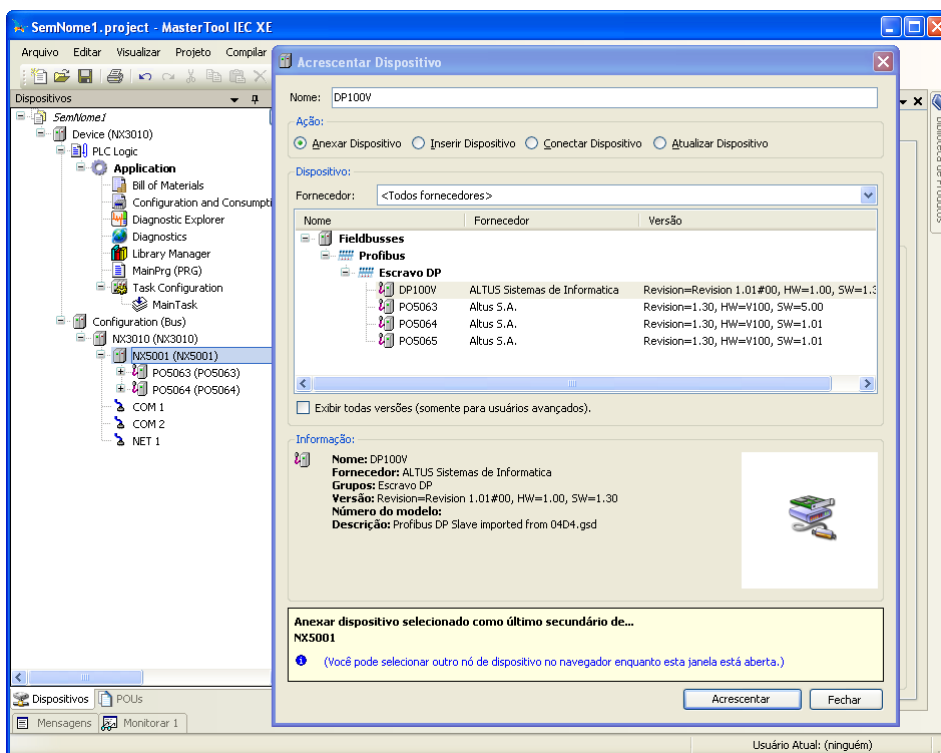 SemNome1.project - MasterTool IEC XE
Arquivo Editar Visualizar Projeto Compilar
Dispositivos
SemNome1
Device (NX3010)
PLC Logic
Application
Bill of Materials
Configuration and Consumpti
Diagnostic Explorer
Diagnostics
Library Manager
MainPrg (PRG)
Task Configuration
MainTask
Configuration (Bus)
NX3010 (NX3010)
NX5001 (NX5001)
PO5063 (PO5063)
PO5064 (PO5064)
COM 1
COM 2
NET 1
Dispositivos POUs
Mensagens Monitorar 1
Acrescentar Dispositivo
Nome: DP100V
Ação:
Anexar Dispositivo Inserir Dispositivo Conectar Dispositivo Atualizar Dispositivo
Dispositivo:
Fornecedor: <Todos fornecedores>
Nome Fornecedor Versão
Fieldbusses
Profibus
Escravo DP
DP100V ALTUS Sistemas de Informatica Revision=Revision 1.01#00, HW=1.00, SW=1.3
PO5063 Altus S.A. Revision=1.30, HW=V100, SW=5.00
PO5064 Altus S.A. Revision=1.30, HW=V100, SW=1.01
PO5065 Altus S.A. Revision=1.30, HW=V100, SW=1.01
Exibir todas versões (somente para usuários avançados).
Informação:
Nome: DP100V
Fornecedor: ALTUS Sistemas de Informatica
Grupos: Escravo DP
Versão: Revision=Revision 1.01#00, HW=1.00, SW=1.30
Número do modelo:
Descrição: Profibus DP Slave imported from 04D4.gsd
Anexar dispositivo selecionado como último secundário de...
NX5001
(Você pode selecionar outro nó de dispositivo no navegador enquanto esta janela está aberta.)
Acrescentar Fechar
Biblioteca de Produtos
Usuário Atual: (ninguém)